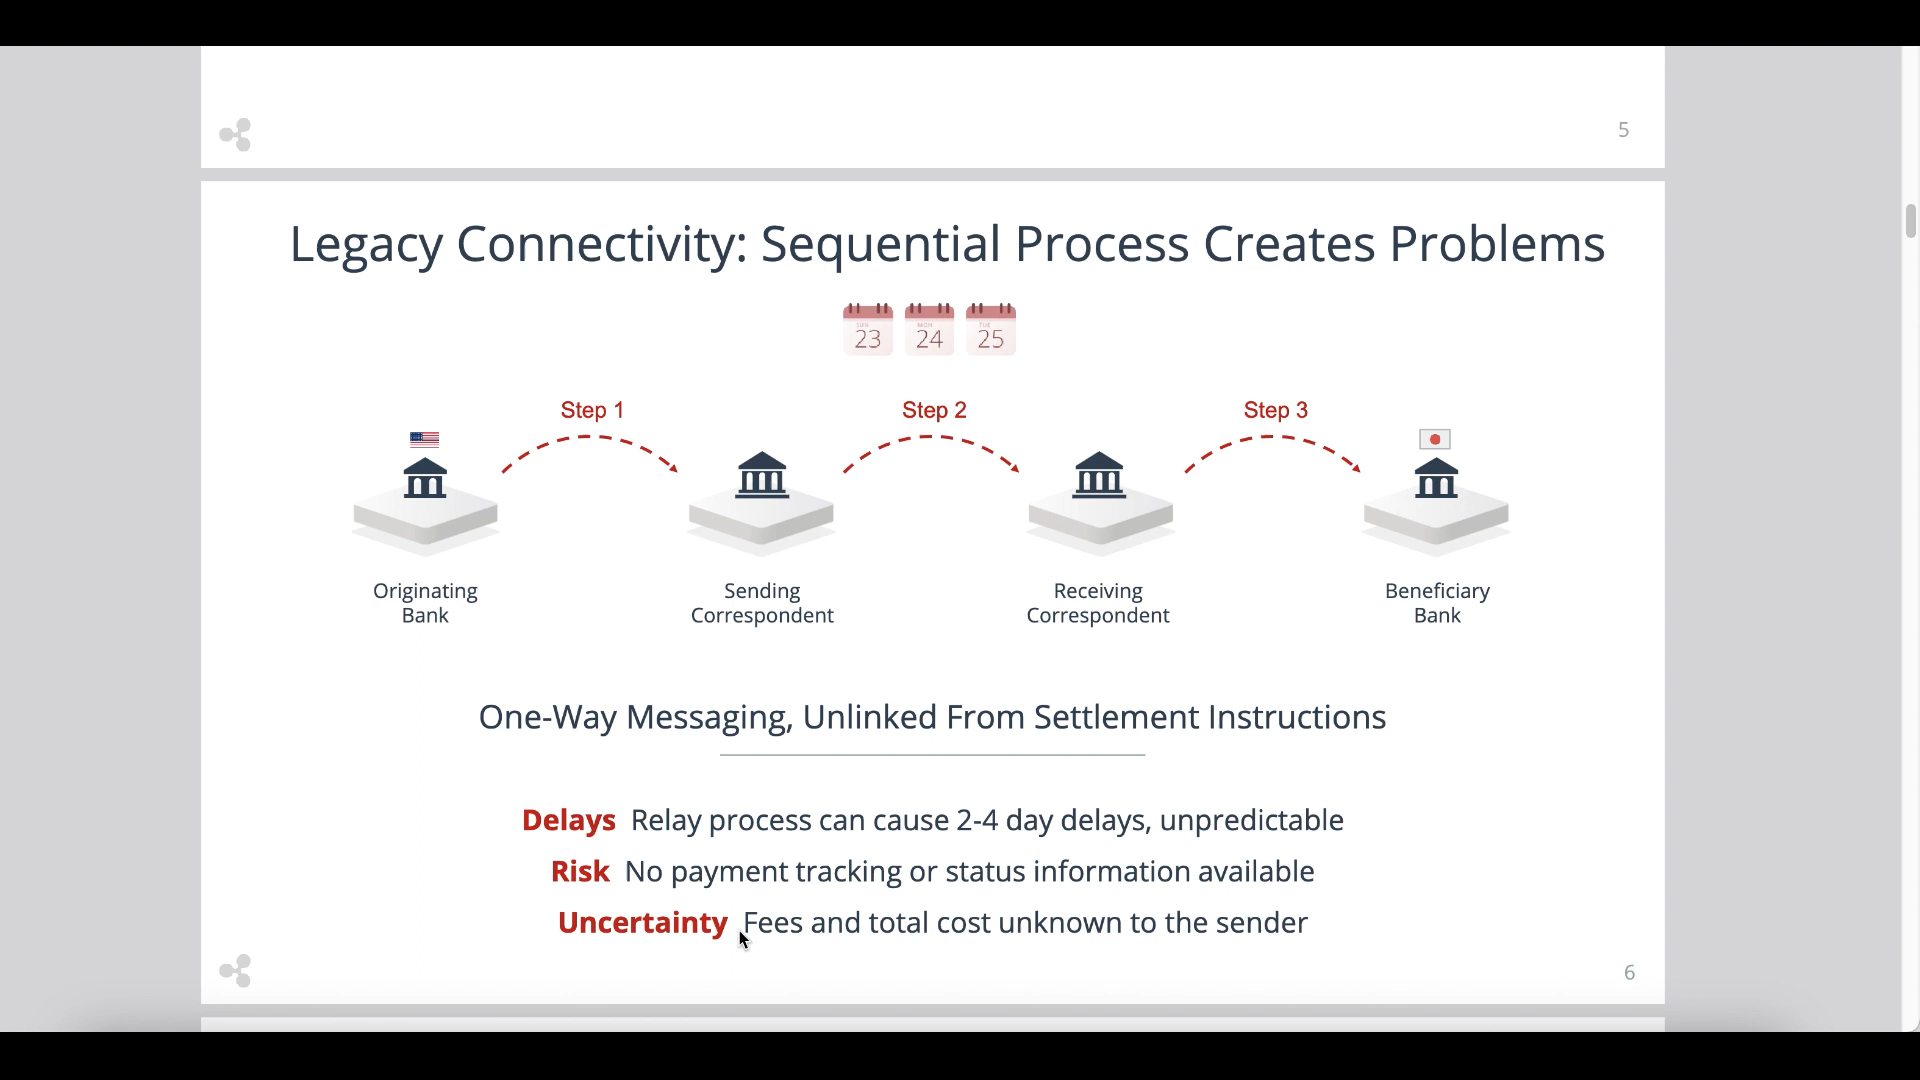 5
Legacy Connectivity: Sequential Process Creates Problems
SUN
23
MON
24
TUE
25
Step 1
Step 2
Step 3
Originating
Bank
Sending
Correspondent
Receiving
Correspondent
Beneficiary
Bank
One-Way Messaging, Unlinked From Settlement Instructions
Delays Relay process can cause 2-4 day delays, unpredictable
Risk No payment tracking or status information available
Uncertainty Fees and total cost unknown to the sender
6